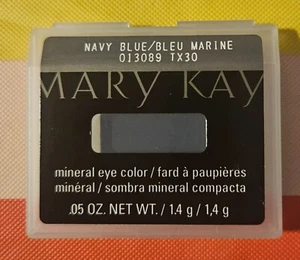 NAVY BLUE/BLEU MARINE
013089 TX30
MARY KAY
mineral eye color / fard à paupières
minéral / sombra mineral compacta
.05 OZ. NET WT. / 1.4 g / 1,4 g